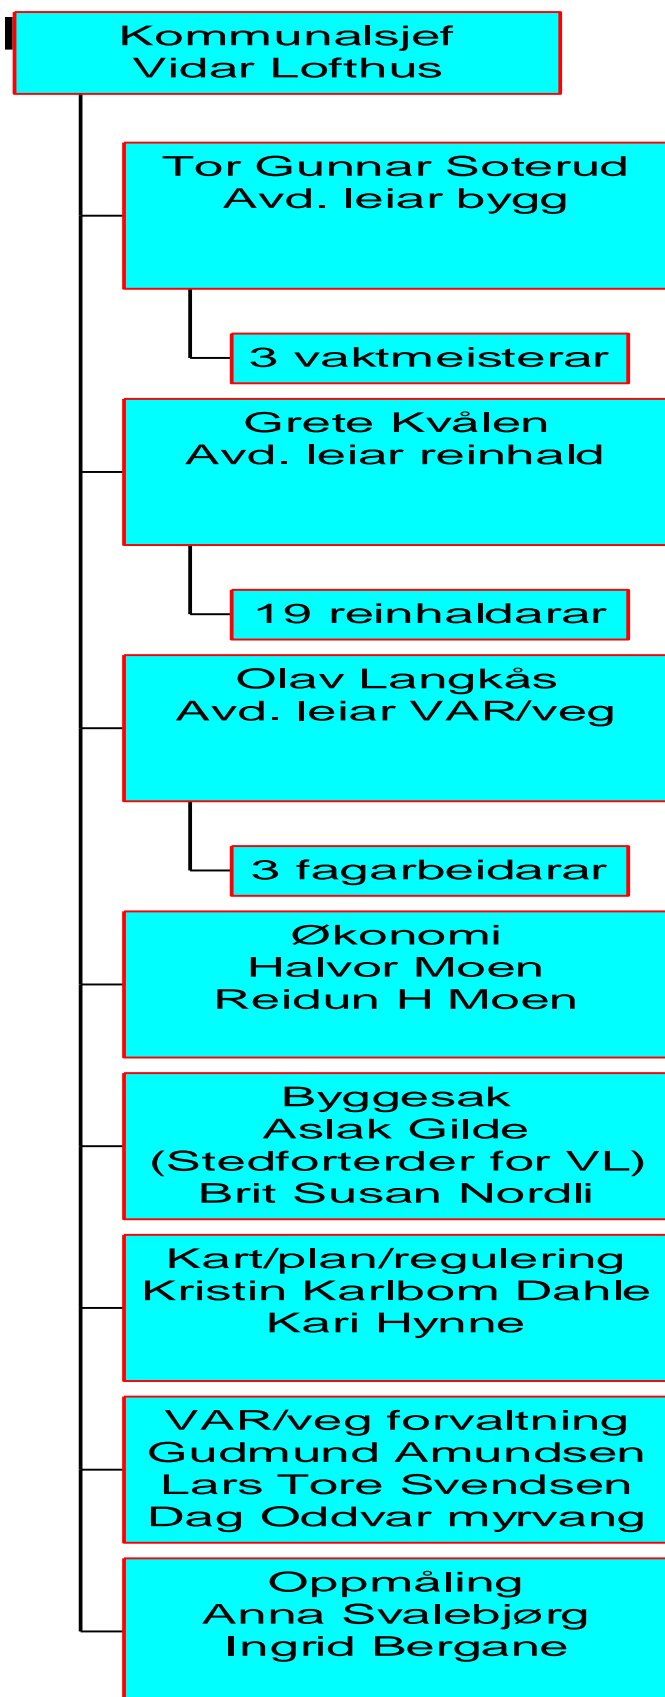 Kommunalsjef
Vidar Lofthus
Tor Gunnar Soterud
Avd. leiar bygg
3 vaktmeisterar
Grete Kvålen
Avd. leiar reinhald
19 reinhaldarar
Olav Langkås
Avd. leiar VAR/veg
3 fagarbeidarar
Økonomi
Halvor Moen
Reidun H Moen
Byggesak
Aslak Gilde
(Stedforterder for VL)
Brit Susan Nordli
Kart/plan/regulering
Kristin Karlbom Dahle
Kari Hynne
VAR/veg forvaltning
Gudmund Amundsen
Lars Tore Svendsen
Dag Oddvar myrvang
Oppmåling
Anna Svalebjørg
Ingrid Bergane